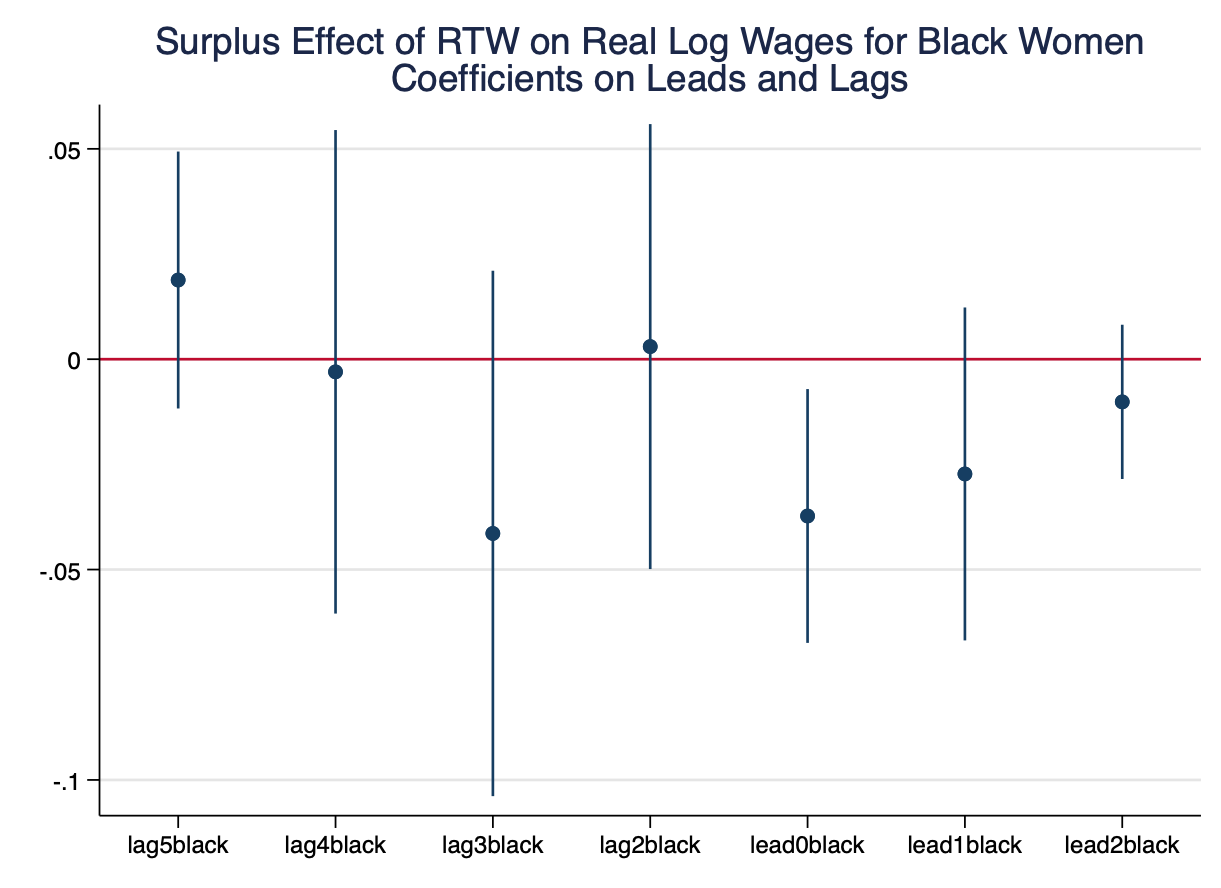 Surplus Effect of RTW on Real Log Wages for Black Women
Coefficients on Leads and Lags
.05
0
-.05
-.1
lag5black lag4black lag3black lag2black lead0black lead1black lead2black